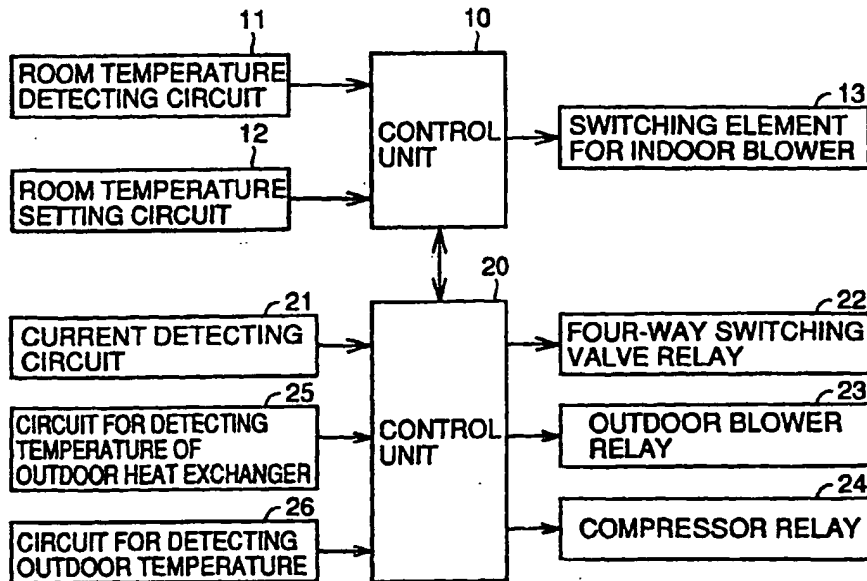 11
ROOM TEMPERATURE
DETECTING CIRCUIT
12
ROOM TEMPERATURE
SETTING CIRCUIT
10
CONTROL
UNIT
13
SWITCHING ELEMENT
FOR INDOOR BLOWER
21
CURRENT DETECTING
CIRCUIT
25
CIRCUIT FOR DETECTING
TEMPERATURE OF
OUTDOOR HEAT EXCHANGER
26
CIRCUIT FOR DETECTING
OUTDOOR TEMPERATURE
20
CONTROL
UNIT
22
FOUR-WAY SWITCHING
VALVE RELAY
23
OUTDOOR BLOWER
RELAY
24
COMPRESSOR RELAY